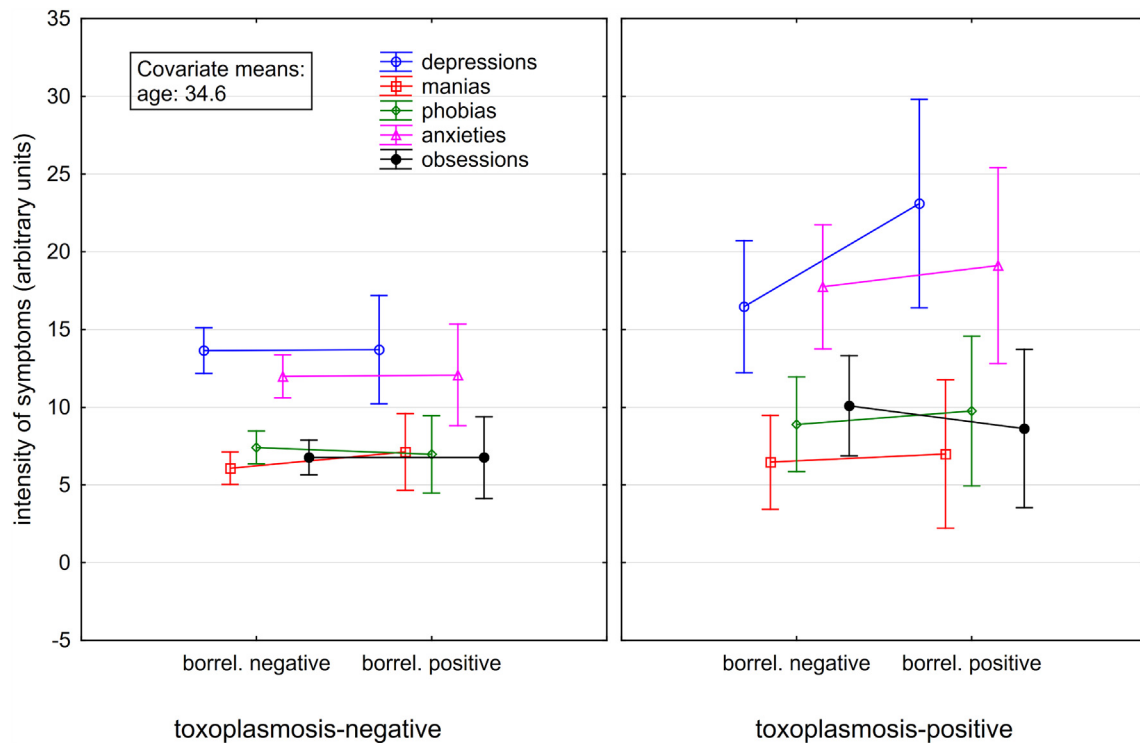 35
30
25
20
15
10
5
0
-5
intensity of symptoms (arbitrary units)
Covariate means:
age: 34.6
depressions
manias
phobias
anxieties
obsessions
borrel. negative borrel. positive
borrel. negative borrel. positive
toxoplasmosis-negative
toxoplasmosis-positive